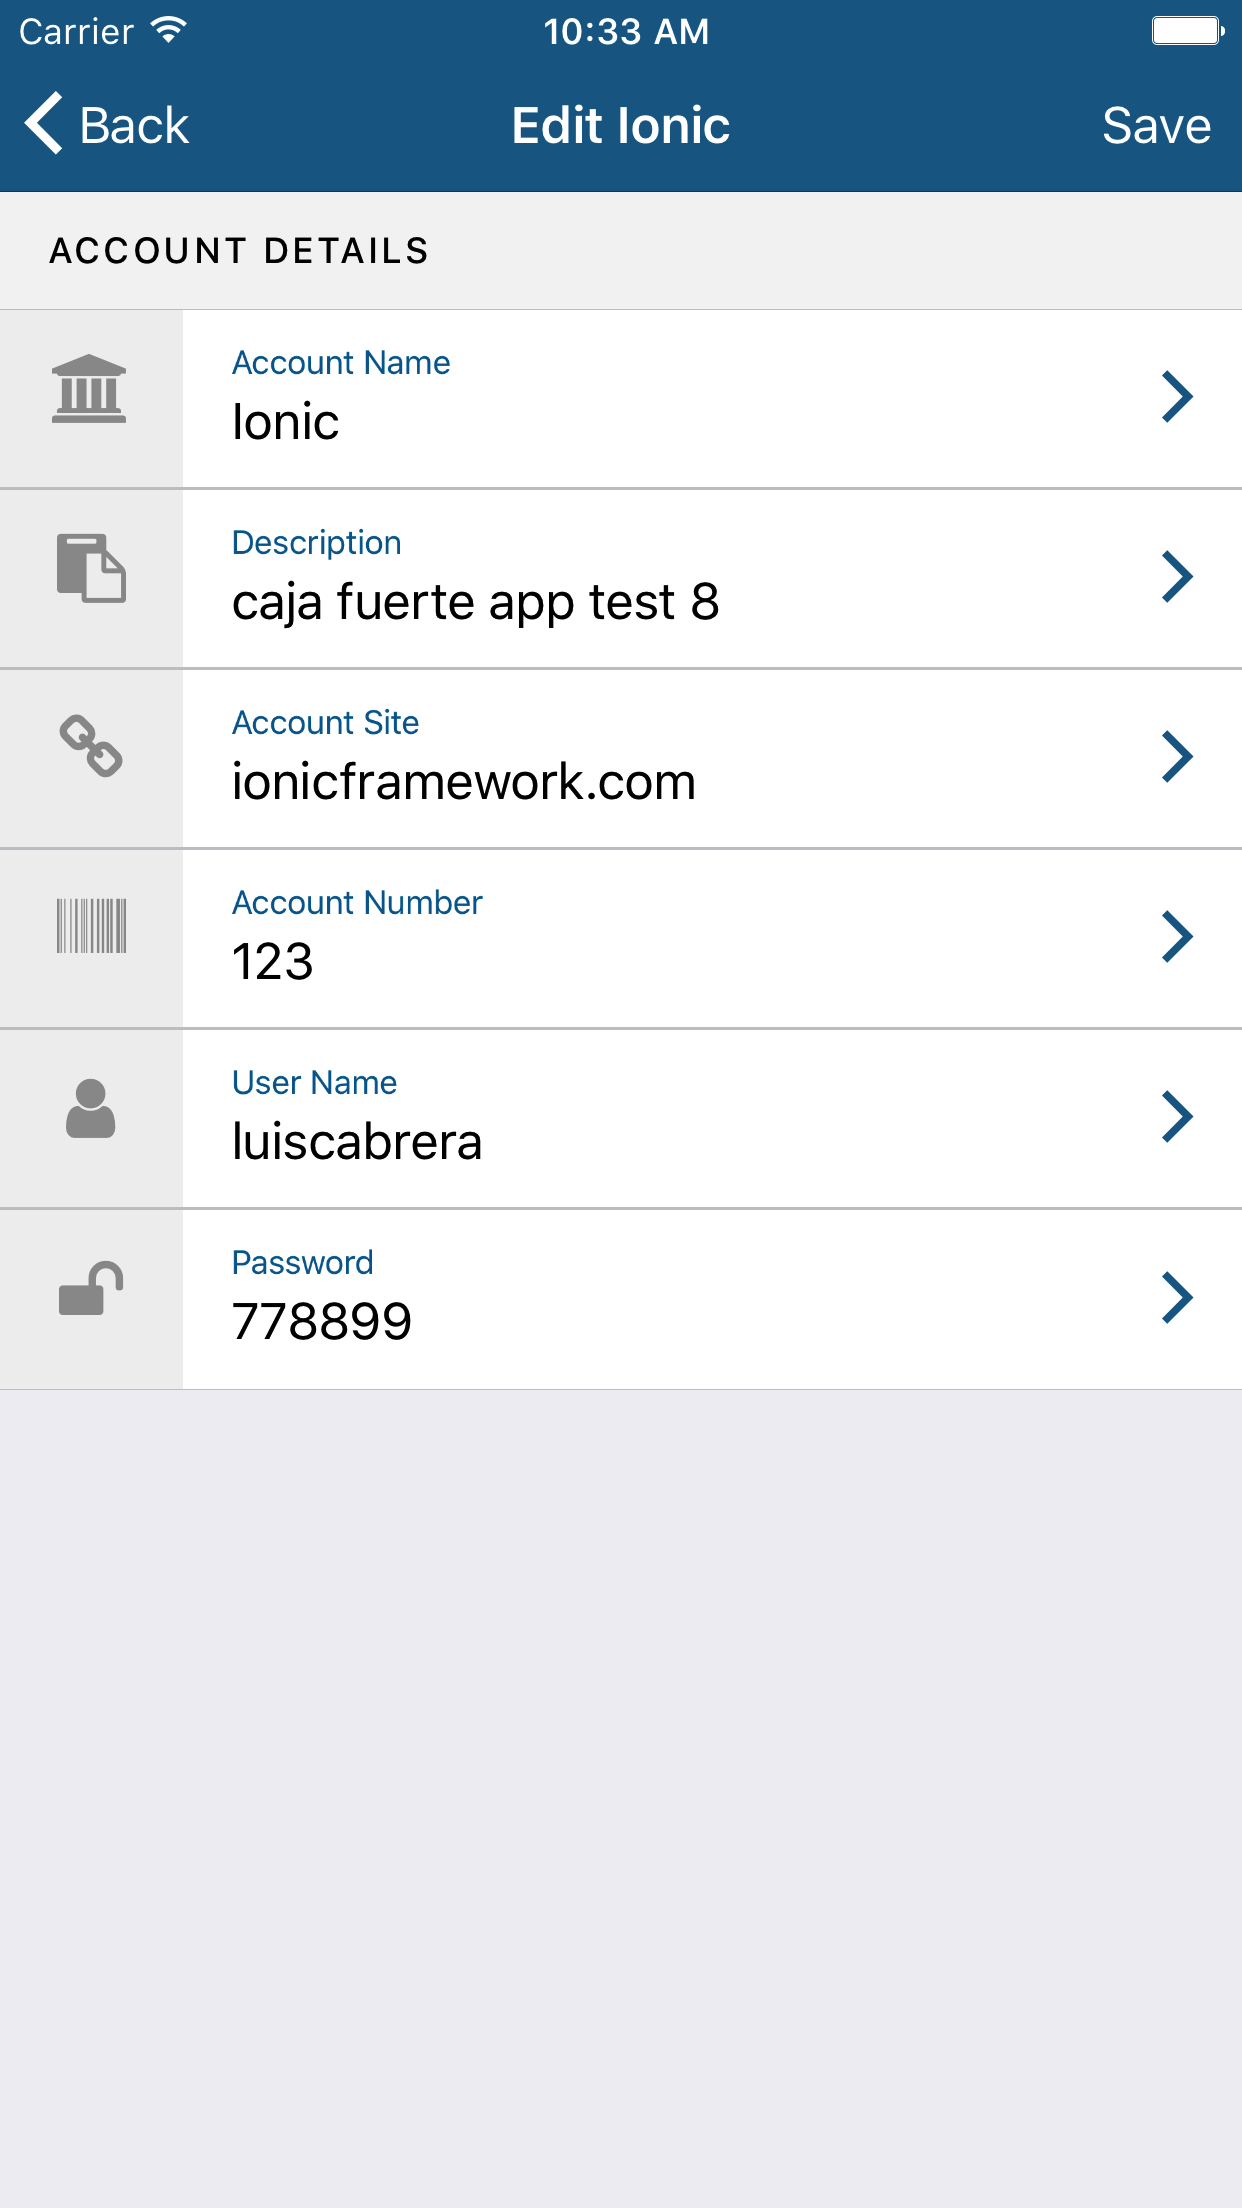 Carrier 10:33 AM
Back Edit Ionic Save
ACCOUNT DETAILS
Account Name
Ionic
Description
caja fuerte app test 8
Account Site
ionicframework.com
Account Number
123
User Name
luiscabrera
Password
778899